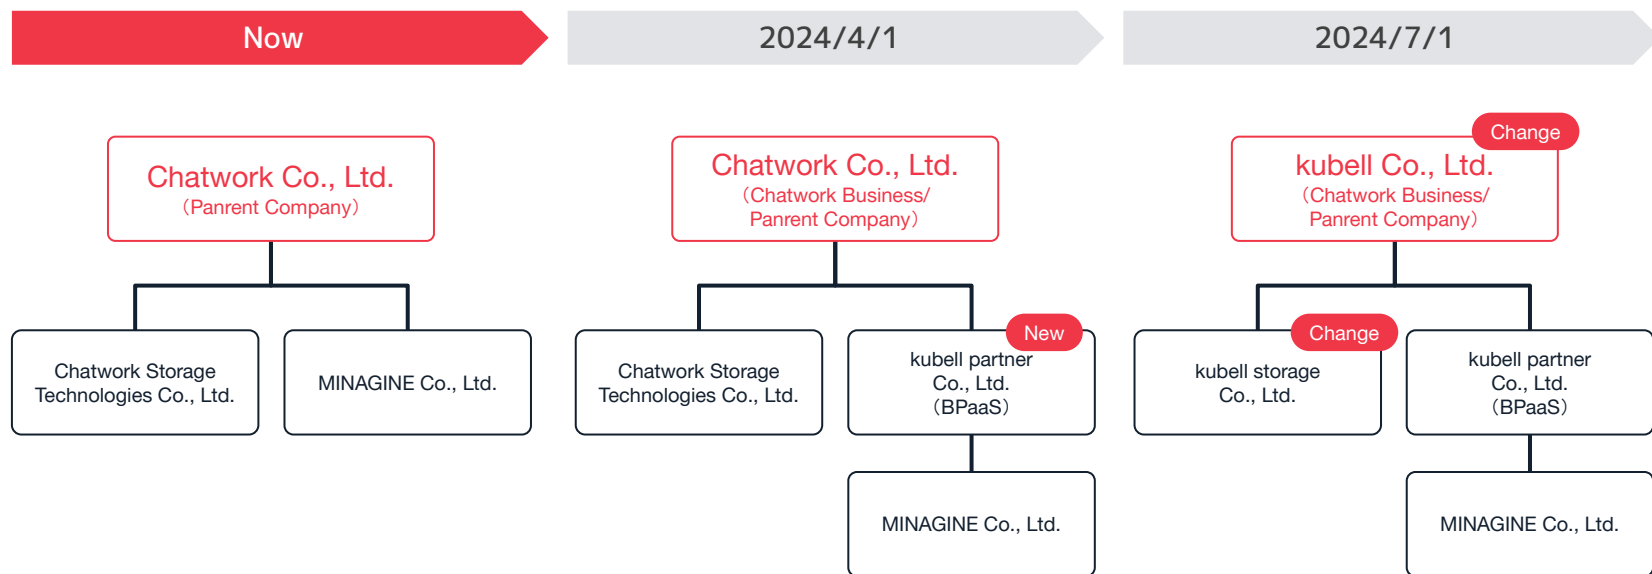 Now
2024/4/1
2024/7/1
Chatwork Co., Ltd.
（Panrent Company）
Chatwork Storage
Technologies Co., Ltd.
MINAGINE Co., Ltd.
Chatwork Co., Ltd.
（Chatwork Business/
Panrent Company）
Chatwork Storage
Technologies Co., Ltd.
New
kubell partner
Co., Ltd.
（BPaaS）
MINAGINE Co., Ltd.
Change
kubell Co., Ltd.
（Chatwork Business/
Panrent Company）
Change
kubell storage
Co., Ltd.
kubell partner
Co., Ltd.
（BPaaS）
MINAGINE Co., Ltd.